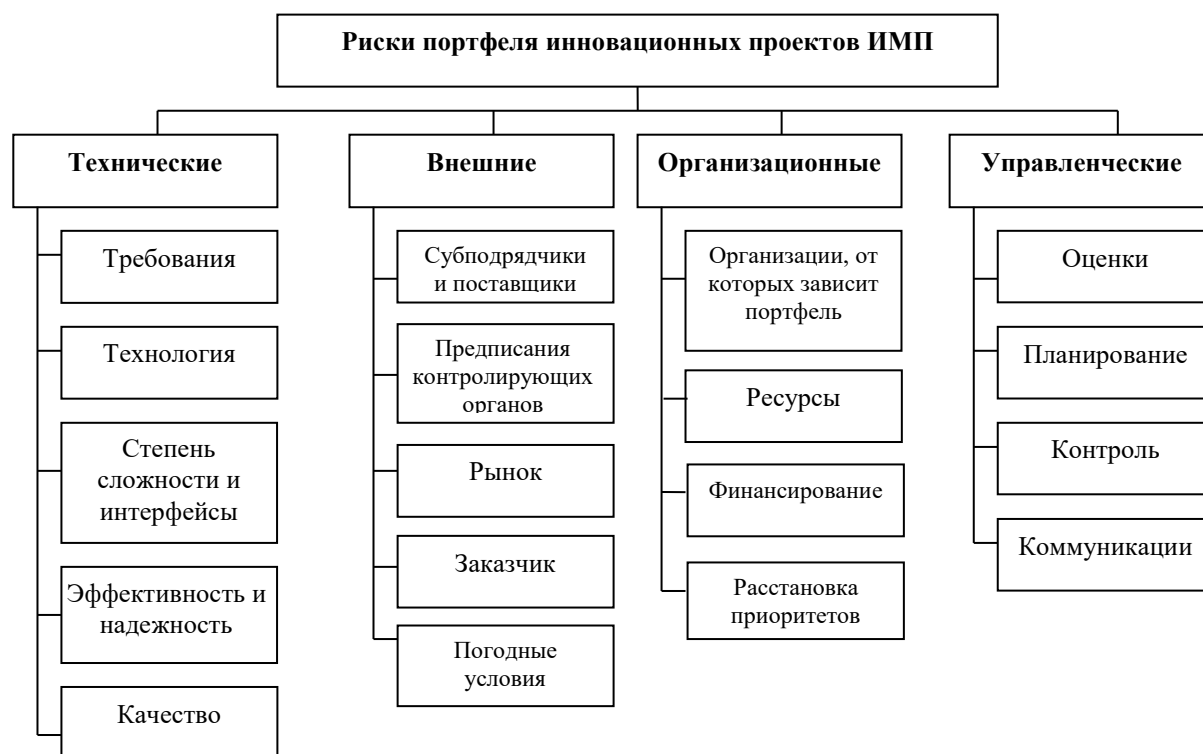 Риски портфеля инновационных проектов ИМП
Технические
Требования
Технология
Степень
сложности и
интерфейсы
Эффективность и
надежность
Качество
Внешние
Субподрядчики
и поставщики
Предписания
контролирующих
органов
Рынок
Заказчик
Погодные
условия
Организационные
Организации, от
которых зависит
портфель
Ресурсы
Финансирование
Расстановка
приоритетов
Управленческие
Оценки
Планирование
Контроль
Коммуникации